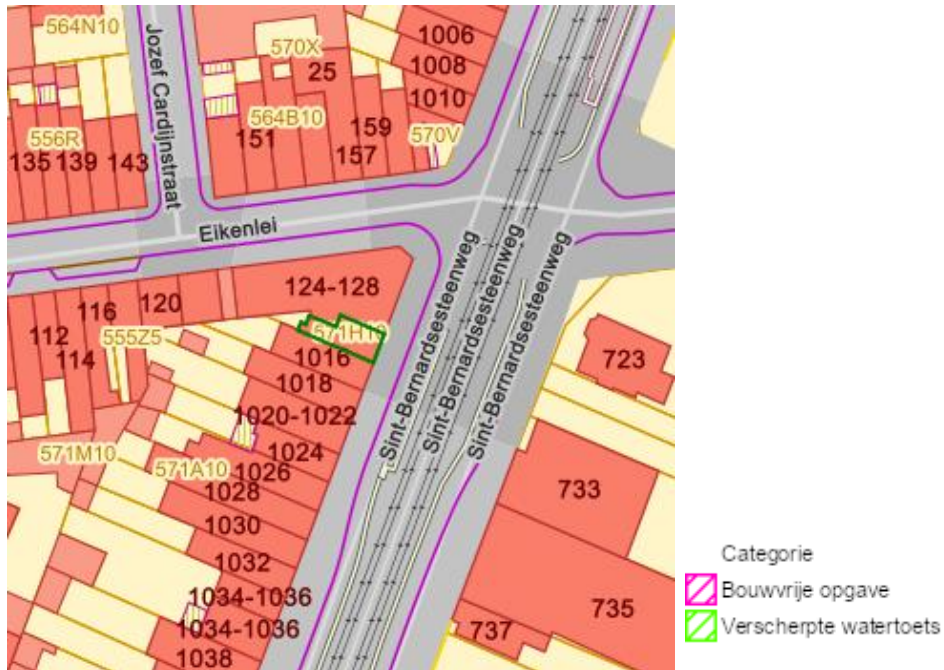 564N10
Jozef Cardijnstraat
570X
25
1006
1008
1010
564B10
151
159
157
570V
556R
135
139
143
Eikenlei
124-128
120
116
112
114
555Z5
571H10
1016
1018
1020-1022
1024
1026
1028
1030
1032
1034-1036
1034-1036
1038
571M10
571A10
Sint-Bernardsesteenweg
Sint-Bernardsesteenweg
Sint-Bernardsesteenweg
723
733
735
737
Categorie
Bouwvrije opgave
Verscherpte watertoets